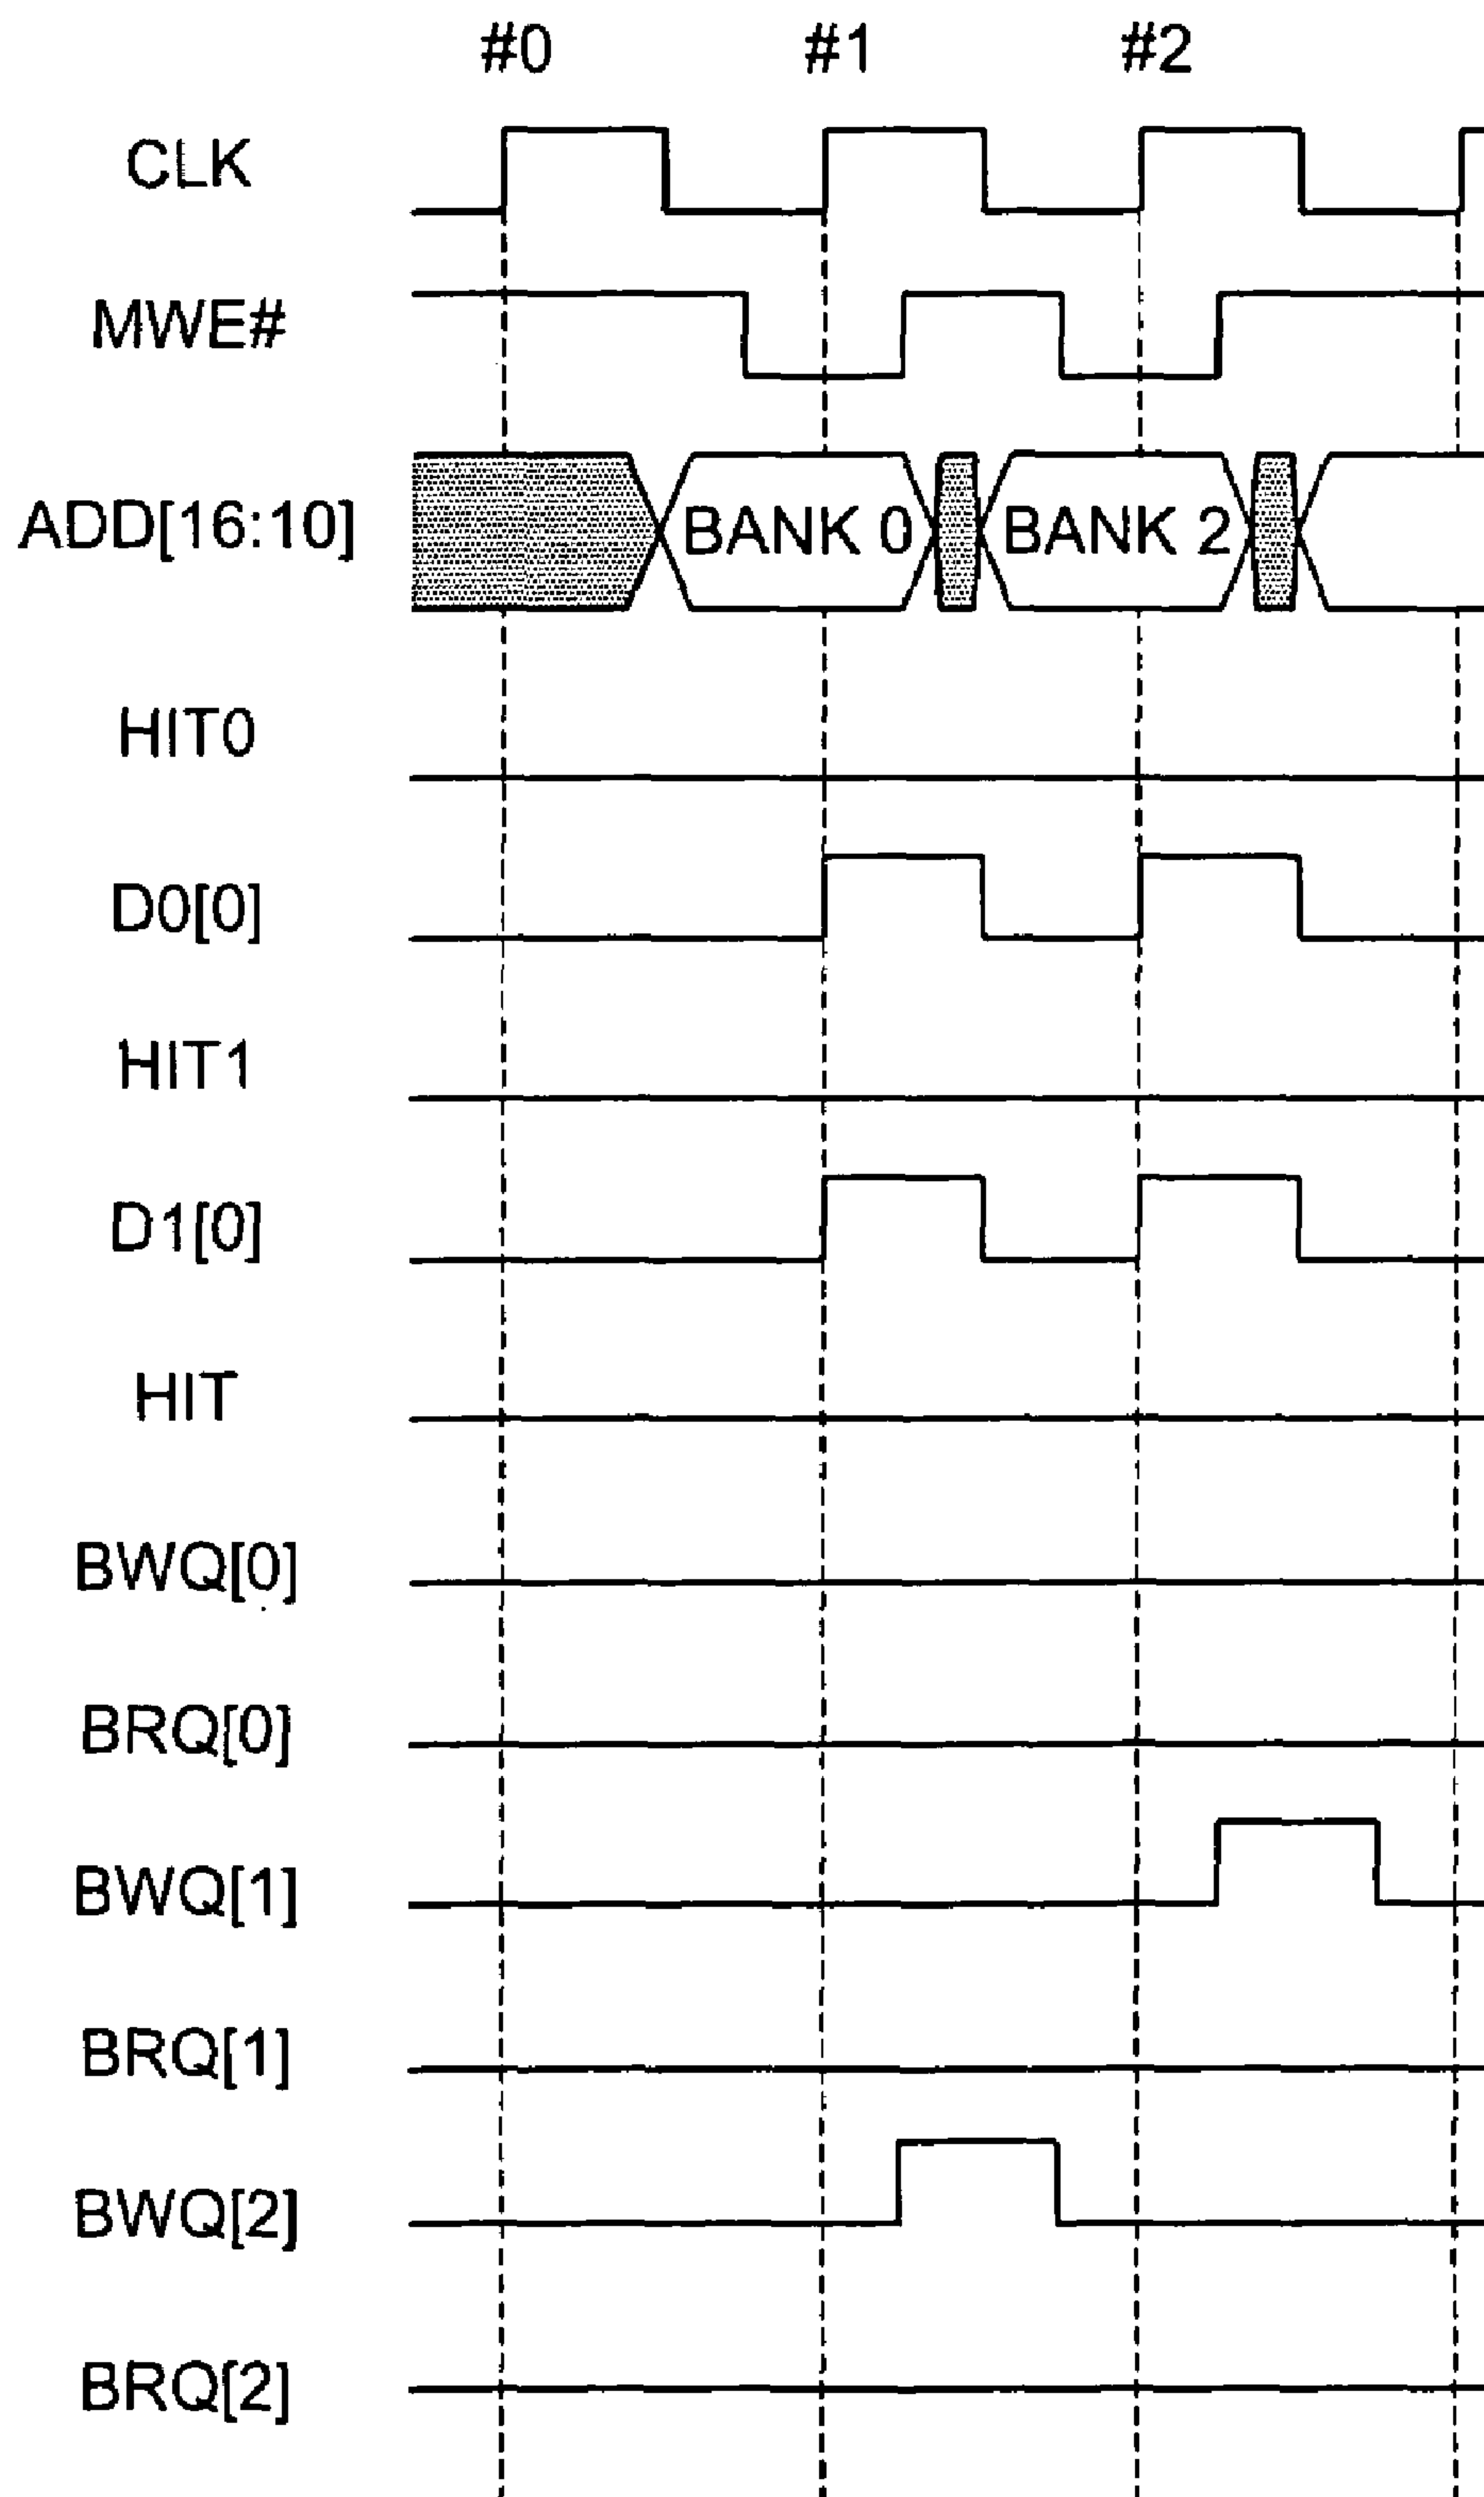 #0 #1 #2
CLK
MWE#
ADD[16:10] BANK 0 BANK 2
HIT0
D0[0]
HIT1
D1[0]
HIT
BWQ[0]
BRQ[0]
BWQ[1]
BRQ[1]
BWQ[2]
BRQ[2]